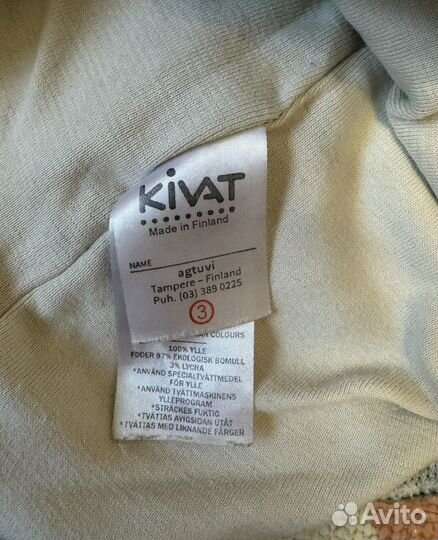 KIVAT
Made in Finland
NAME
agtuvi
Tampere – Finland
Puh. (03) 389 0225
3
COLOURS
100% YLLE
FODER 97% EKOLOGISK BOMULL
3% LYCRA
*ANVÄND SPECIALTVÄTTMEDEL
FÖR YLLE
*ANVÄND TVÄTTMASKINENS
YLLEPROGRAM
*STRÄCKES FUKTIG
*TVÄTTAS AVIGSIDAN UTÅT
*TVÄTTAS MED LIKNANDE FÄRGER
Avito